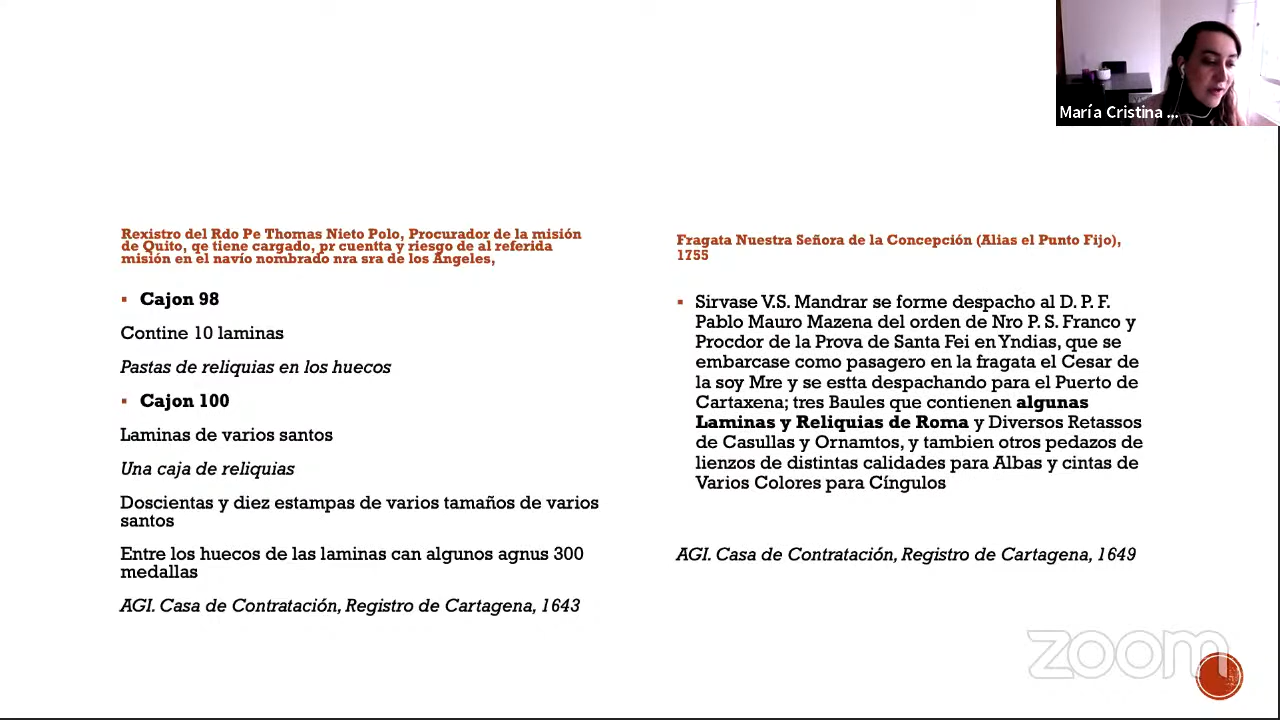 María Cristina ...
Rexistro del Rdo Pe Thomas Nieto Polo, Procurador de la misión
de Quito, qe tiene cargado, pr cuentta y riesgo de al referida
misión en el navío nombrado nra sra de los Angeles,
▪ Cajon 98
Contine 10 laminas
Pastas de reliquias en los huecos
▪ Cajon 100
Laminas de varios santos
Una caja de reliquias
Doscientas y diez estampas de varios tamaños de varios
santos
Entre los huecos de las laminas can algunos agnus 300
medallas
AGI. Casa de Contratación, Registro de Cartagena, 1643
Fragata Nuestra Señora de la Concepción (Alias el Punto Fijo),
1755
▪ Sirvase V.S. Mandrar se forme despacho al D. P. F.
Pablo Mauro Mazena del orden de Nro P. S. Franco y
Procdor de la Prova de Santa Fei en Yndias, que se
embarcase como pasagero en la fragata el Cesar de
la soy Mre y se estta despachando para el Puerto de
Cartaxena; tres Baules que contienen algunas
Laminas y Reliquias de Roma y Diversos Retassos
de Casullas y Ornamtos, y tambien otros pedazos de
lienzos de distintas calidades para Albas y cintas de
Varios Colores para Cíngulos
AGI. Casa de Contratación, Registro de Cartagena, 1649
zoom